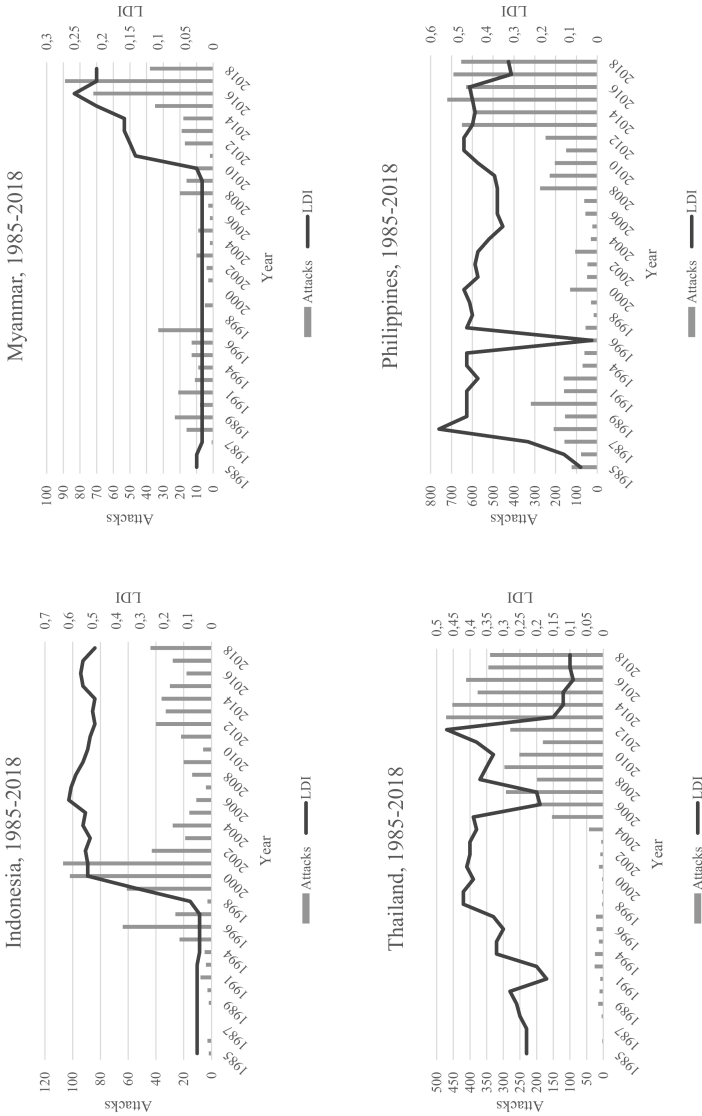 Indonesia, 1985-2018
Attacks
120
100
80
60
40
20
0
0,7
0,6
0,5
0,4
0,3
0,2
0,1
0
LDI
1985 1987 1989 1991 1994 1996 1998 2000 2002 2004 2006 2008 2010 2012 2014 2016 2018
Year
Attacks LDI
Myanmar, 1985-2018
Attacks
100
90
80
70
60
50
40
30
20
10
0
0,3
0,25
0,2
0,15
0,1
0,05
0
LDI
1985 1987 1989 1991 1994 1996 1998 2000 2002 2004 2006 2008 2010 2012 2014 2016 2018
Year
Attacks LDI
Thailand, 1985-2018
Attacks
500
450
400
350
300
250
200
150
100
50
0
0,5
0,45
0,4
0,35
0,3
0,25
0,2
0,15
0,1
0,05
0
LDI
1985 1987 1989 1991 1994 1996 1998 2000 2002 2004 2006 2008 2010 2012 2014 2016 2018
Year
Attacks LDI
Philippines, 1985-2018
Attacks
800
700
600
500
400
300
200
100
0
0,6
0,5
0,4
0,3
0,2
0,1
0
LDI
1985 1987 1989 1991 1994 1996 1998 2000 2002 2004 2006 2008 2010 2012 2014 2016 2018
Year
Attacks LDI